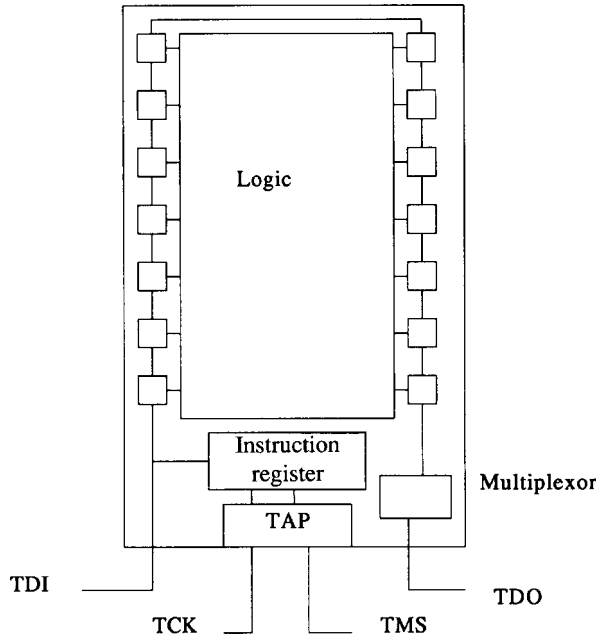 Logic
Instruction
register
Multiplexor
TAP
TDI
TDO
TCK
TMS